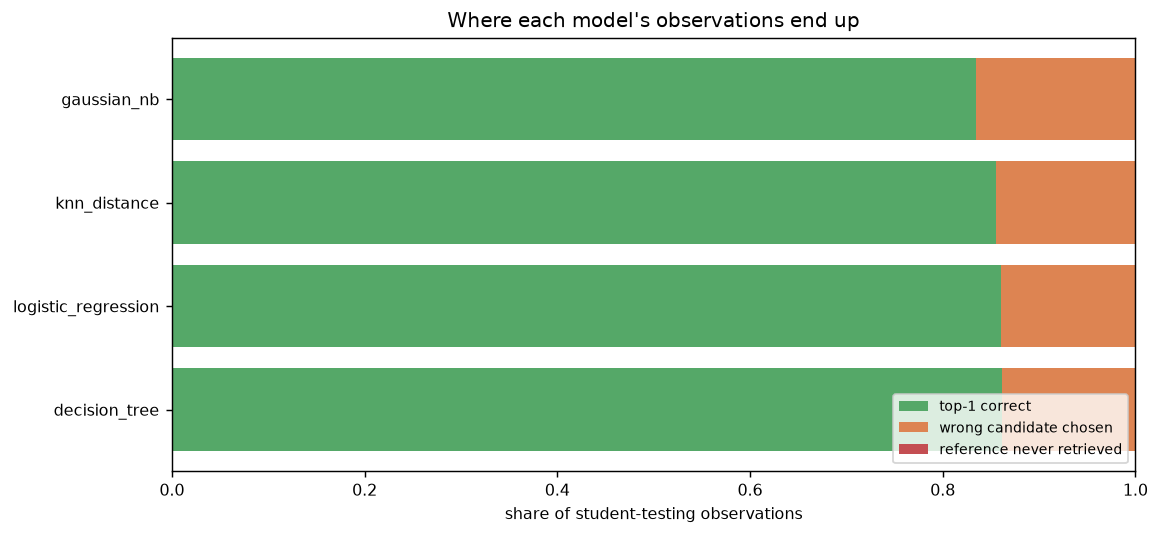 Where each model's observations end up
gaussian_nb
knn_distance
logistic_regression
decision_tree
top-1 correct
wrong candidate chosen
reference never retrieved
0.0 0.2 0.4 0.6 0.8 1.0
share of student-testing observations